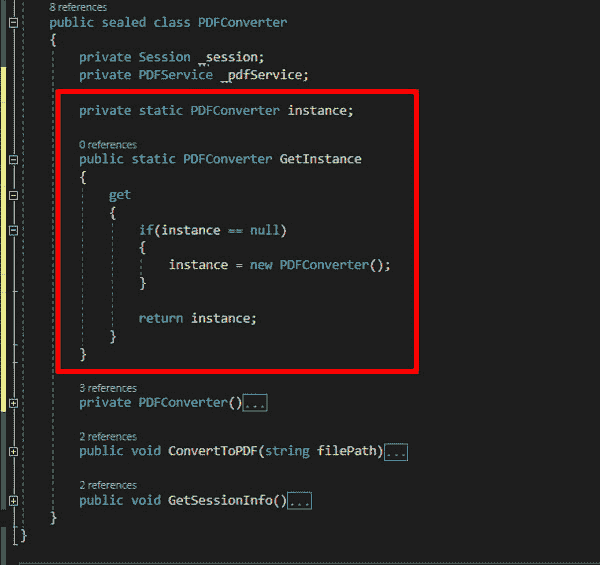 8 references
public sealed class PDFConverter
{
private Session _session;
private PDFService _pdfService;
private static PDFConverter instance;
0 references
public static PDFConverter GetInstance
{
get
{
if(instance == null)
{
instance = new PDFConverter();
}
return instance;
}
}
3 references
private PDFConverter()...
2 references
public void ConvertToPDF(string filePath)...
2 references
public void GetSessionInfo()...
}
}